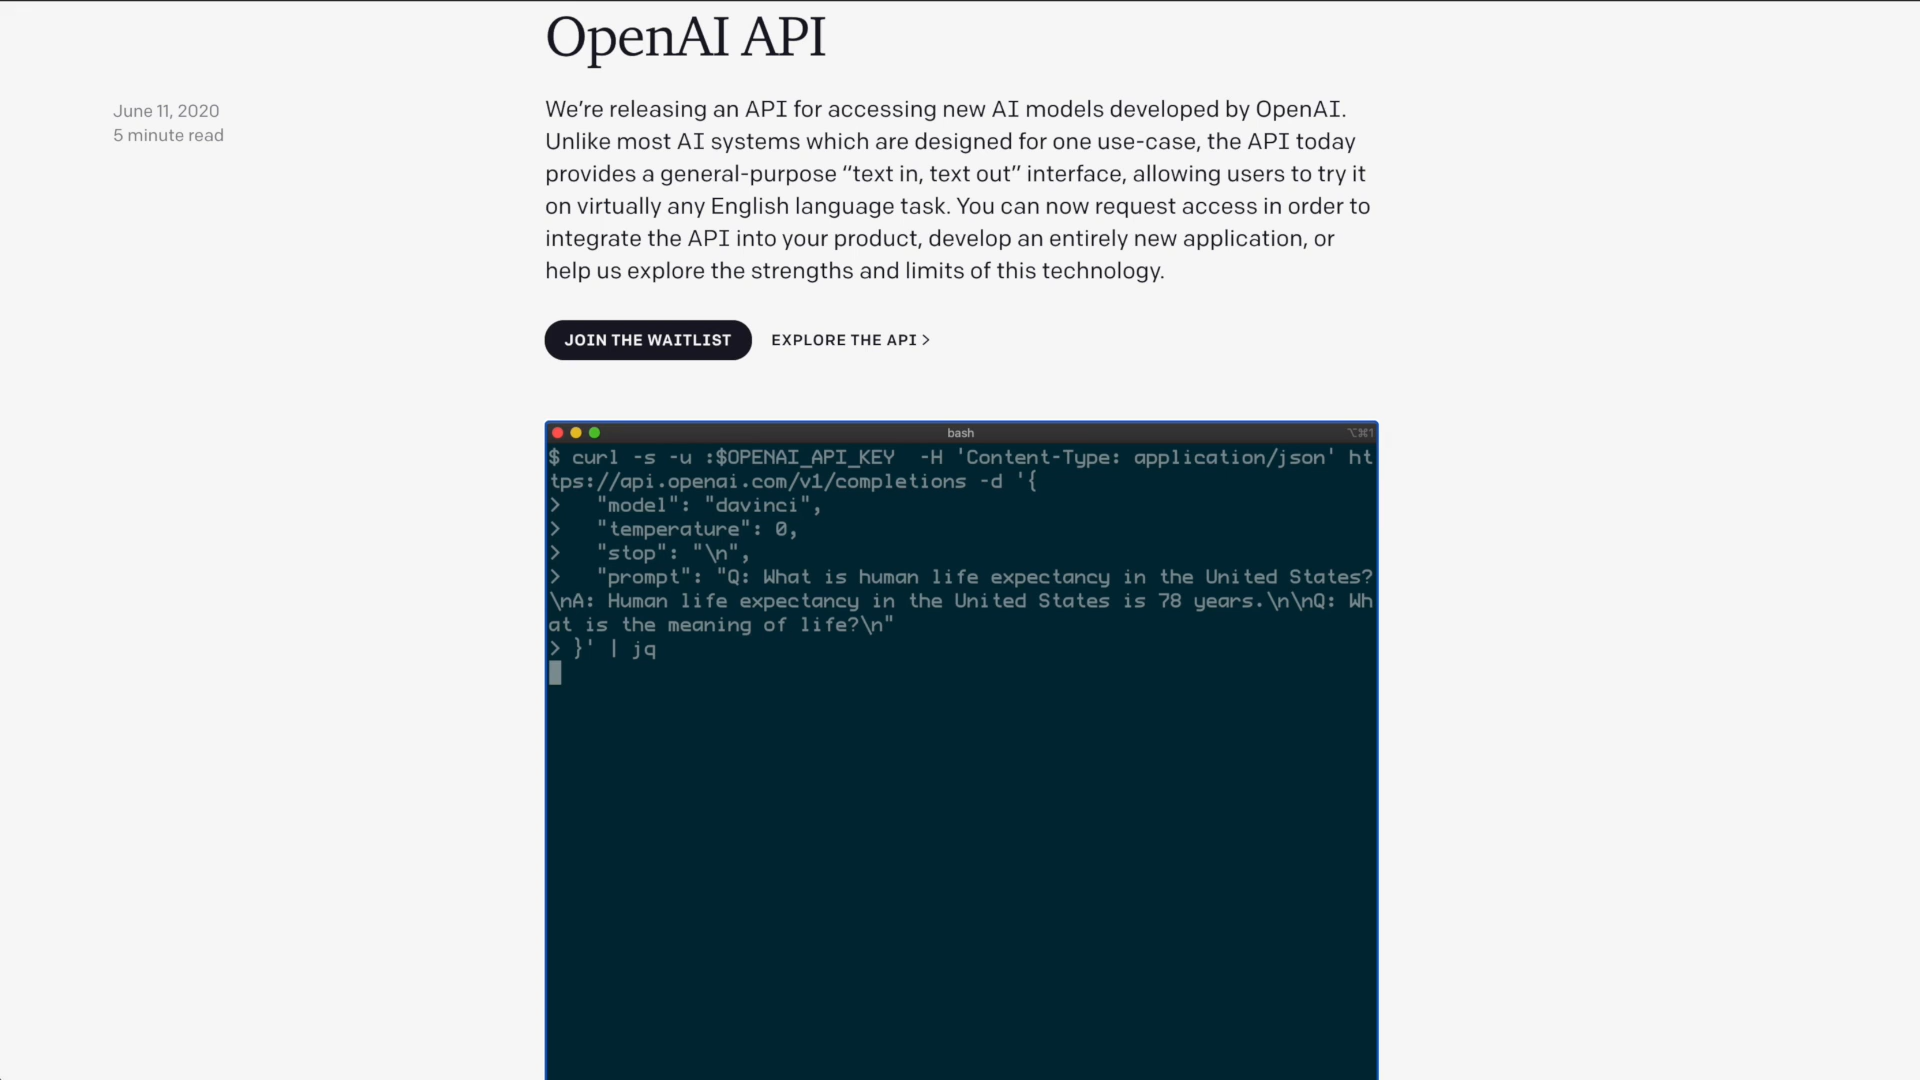 OpenAI API
June 11, 2020
5 minute read
We’re releasing an API for accessing new AI models developed by OpenAI.
Unlike most AI systems which are designed for one use-case, the API today
provides a general-purpose “text in, text out” interface, allowing users to try it
on virtually any English language task. You can now request access in order to
integrate the API into your product, develop an entirely new application, or
help us explore the strengths and limits of this technology.
JOIN THE WAITLIST
EXPLORE THE API >
bash
⌥⌘1
$ curl -s -u :$OPENAI_API_KEY  -H 'Content-Type: application/json' ht
tps://api.openai.com/v1/completions -d '{
>   "model": "davinci",
>   "temperature": 0,
>   "stop": "\n",
>   "prompt": "Q: What is human life expectancy in the United States?
\nA: Human life expectancy in the United States is 78 years.\n\nQ: Wh
at is the meaning of life?\n"
> }' | jq